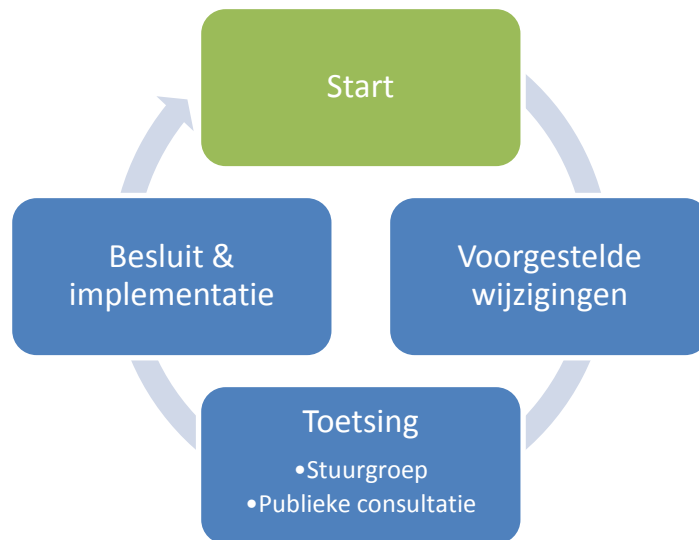 Start
Voorgestelde
wijzigingen
Toetsing
•Stuurgroep
•Publieke consultatie
Besluit &
implementatie